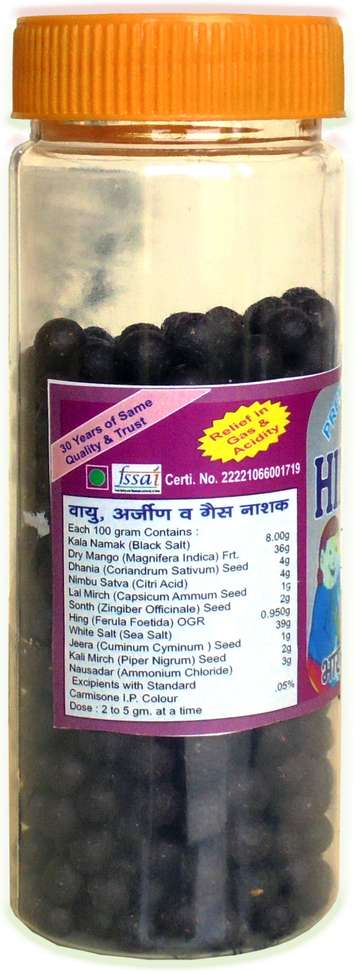 30 Years of Same
Quality & Trust
Relief in
Gas &
Acidity
fssai
Certi. No. 22221066001719
वायु, अर्जीण व गैस नाशक
Each 100 gram Contains :
Kala Namak (Black Salt) 8.00g
Dry Mango (Magnifera Indica) Frt. 36g
Dhania (Coriandrum Sativum) Seed 4g
Nimbu Satva (Citri Acid) 4g
Lal Mirch (Capsicum Ammum Seed 1g
Sonth (Zingiber Officinale) Seed 2g
Hing (Ferula Foetida) OGR 0.950g
White Salt (Sea Salt) 39g
Jeera (Cuminum Cyminum ) Seed 1g
Kali Mirch (Piper Nigrum) Seed 2g
Nausadar (Ammonium Chloride) 3g
Excipients with Standard
Carmisone I.P. Colour .05%
Dose : 2 to 5 gm. at a time